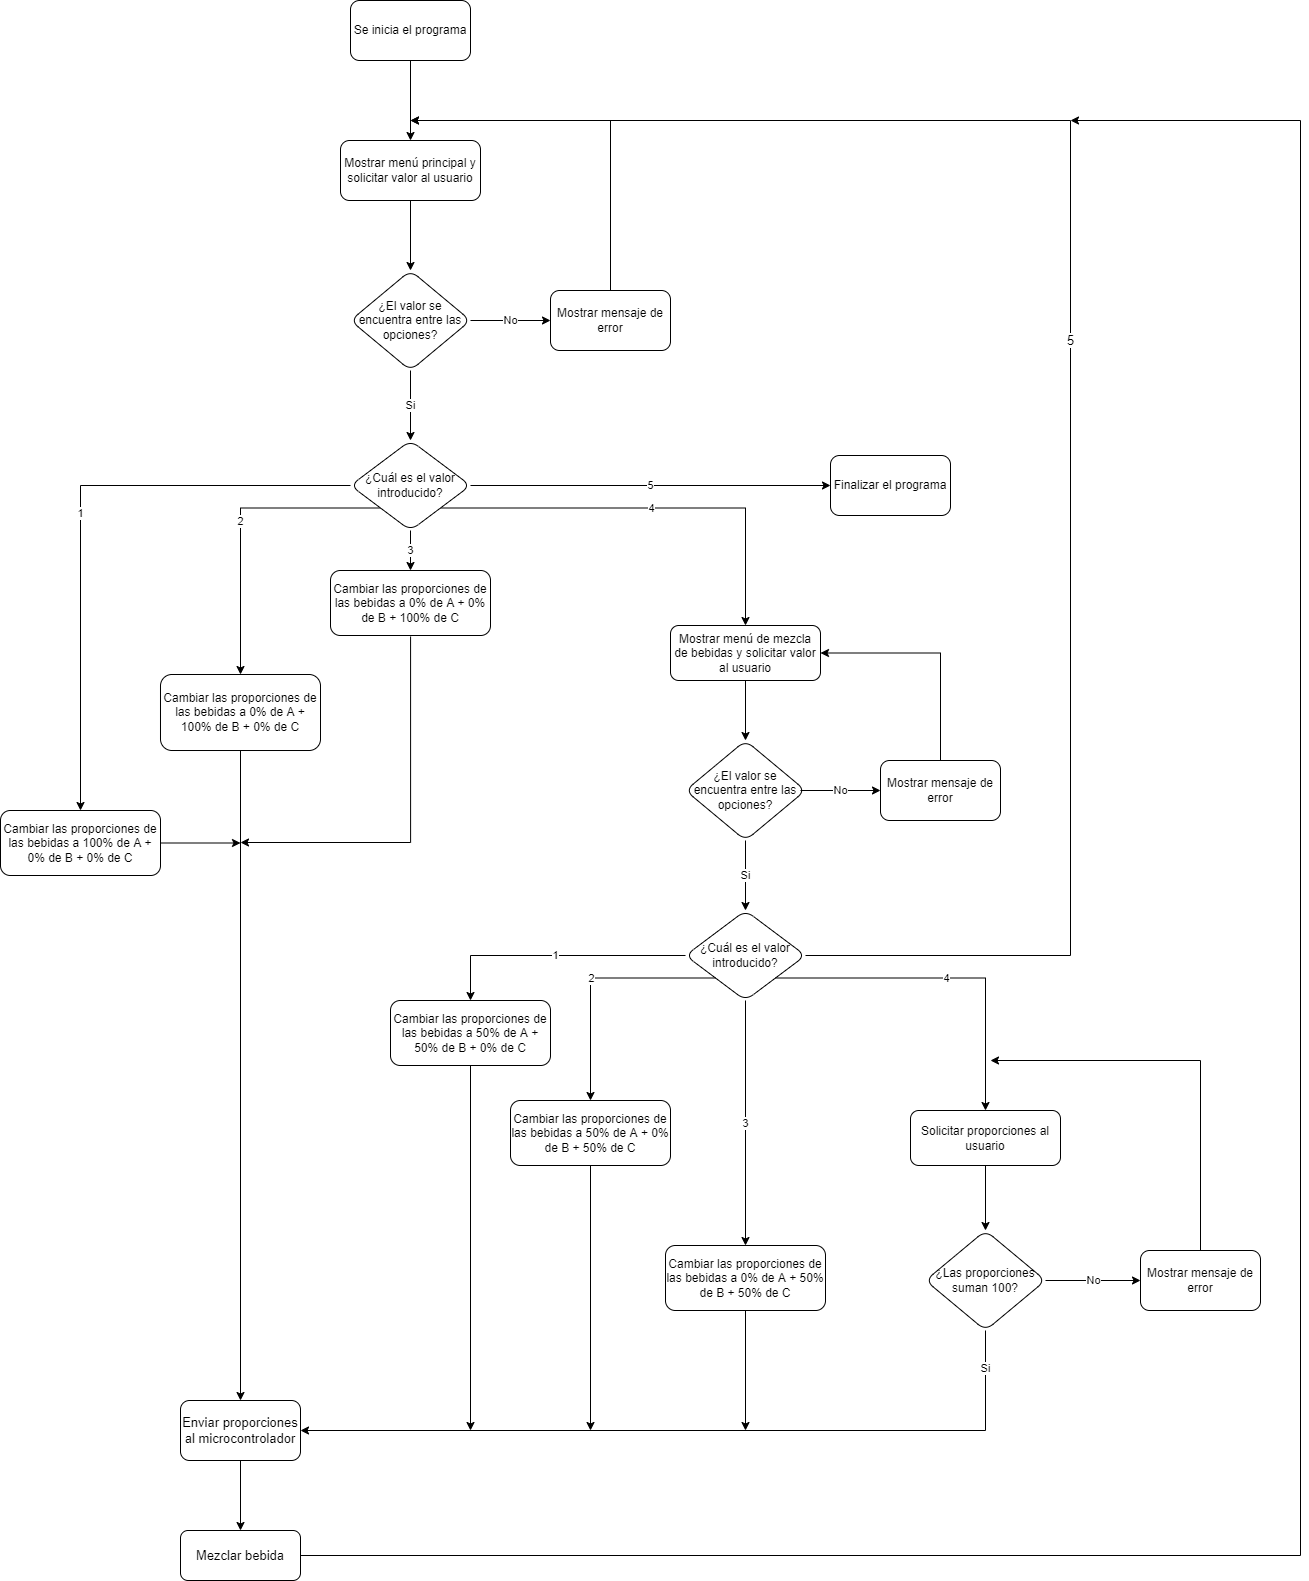 Se inicia el programa
Mostrar menú principal y
solicitar valor al usuario
¿El valor se
encuentra entre las
opciones?
No
Mostrar mensaje de
error
5
Si
¿Cuál es el valor
introducido?
5
Finalizar el programa
1
2
4
3
Cambiar las proporciones de
las bebidas a 0% de A + 0%
de B + 100% de C
Mostrar menú de mezcla
de bebidas y solicitar valor
al usuario
Cambiar las proporciones de
las bebidas a 0% de A +
100% de B + 0% de C
¿El valor se
encuentra entre las
opciones?
No
Mostrar mensaje de
error
Cambiar las proporciones de
las bebidas a 100% de A +
0% de B + 0% de C
Si
¿Cuál es el valor
introducido?
1
2
4
Cambiar las proporciones de
las bebidas a 50% de A +
50% de B + 0% de C
Cambiar las proporciones de
las bebidas a 50% de A + 0%
de B + 50% de C
3
Solicitar proporciones al
usuario
Cambiar las proporciones de
las bebidas a 0% de A + 50%
de B + 50% de C
¿Las proporciones
suman 100?
No
Mostrar mensaje de
error
Si
Enviar proporciones
al microcontrolador
Mezclar bebida